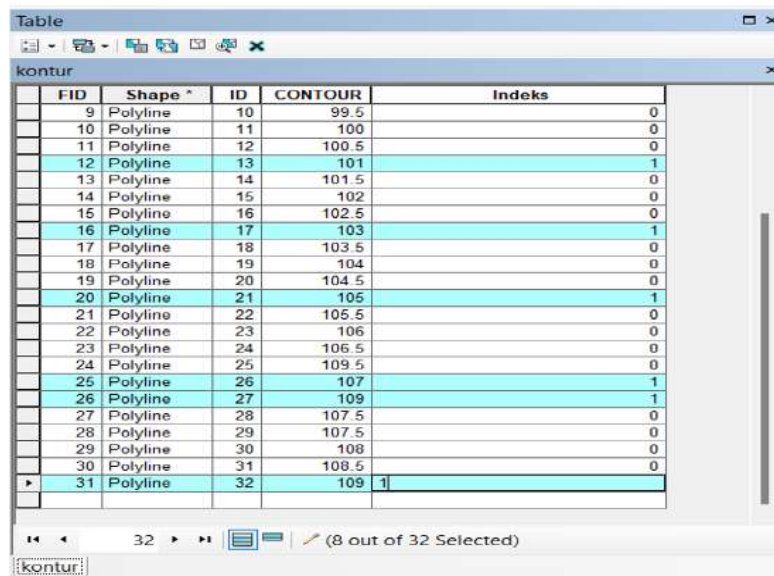 Table
kontur
FID Shape ^ ID CONTOUR Indeks
9 Polyline 10 99.5 0
10 Polyline 11 100 0
11 Polyline 12 100.5 0
12 Polyline 13 101 1
13 Polyline 14 101.5 0
14 Polyline 15 102 0
15 Polyline 16 102.5 0
16 Polyline 17 103 1
17 Polyline 18 103.5 0
18 Polyline 19 104 0
19 Polyline 20 104.5 0
20 Polyline 21 105 1
21 Polyline 22 105.5 0
22 Polyline 23 106 0
23 Polyline 24 106.5 0
24 Polyline 25 109.5 0
25 Polyline 26 107 1
26 Polyline 27 109 1
27 Polyline 28 107.5 0
28 Polyline 29 107.5 0
29 Polyline 30 108 0
30 Polyline 31 108.5 0
31 Polyline 32 109 1
32 (8 out of 32 Selected)
kontur